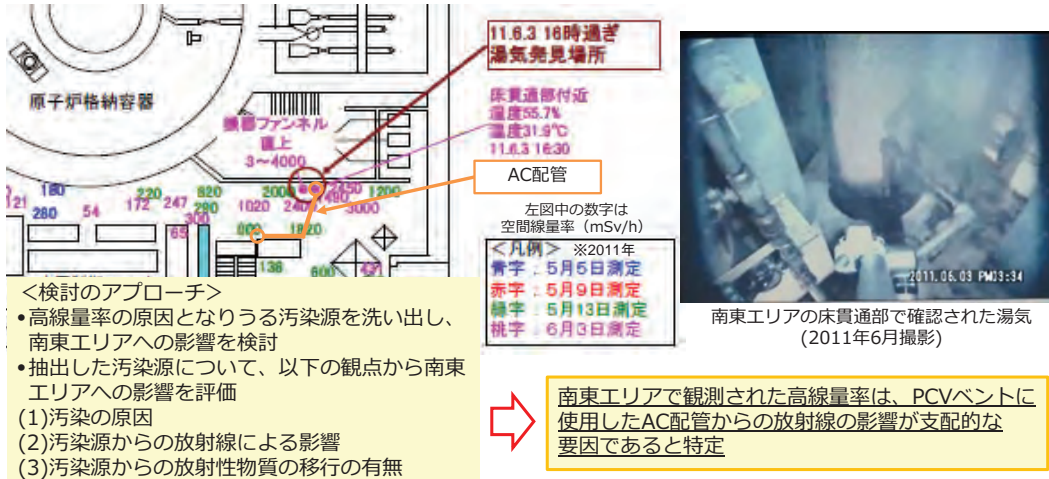 11.6.3 16時過ぎ
湯気発見場所
原子炉格納容器
床貫通部付近
温度55.7%
温度31.9℃
11.6.3 16:30
機器ファンネル
直上
3～4000
AC配管
180
220
820
2000
2450
1200
121
280
54
172
247
290
1020
3000
300
65
1820
138
600
左図中の数字は
空間線量率（mSv/h）
＜凡例＞ ※2011年
青字：5月5日測定
赤字：5月9日測定
緑字：5月13日測定
桃字：6月3日測定
2011.06.03 PM03:34
南東エリアの床貫通部で確認された湯気
(2011年6月撮影)
＜検討のアプローチ＞
•高線量率の原因となりうる汚染源を洗い出し、
南東エリアへの影響を検討
•抽出した汚染源について、以下の観点から南東
エリアへの影響を評価
(1)汚染の原因
(2)汚染源からの放射線による影響
(3)汚染源からの放射性物質の移行の有無
南東エリアで観測された高線量率は、PCVベントに
使用したAC配管からの放射線の影響が支配的な
要因であると特定